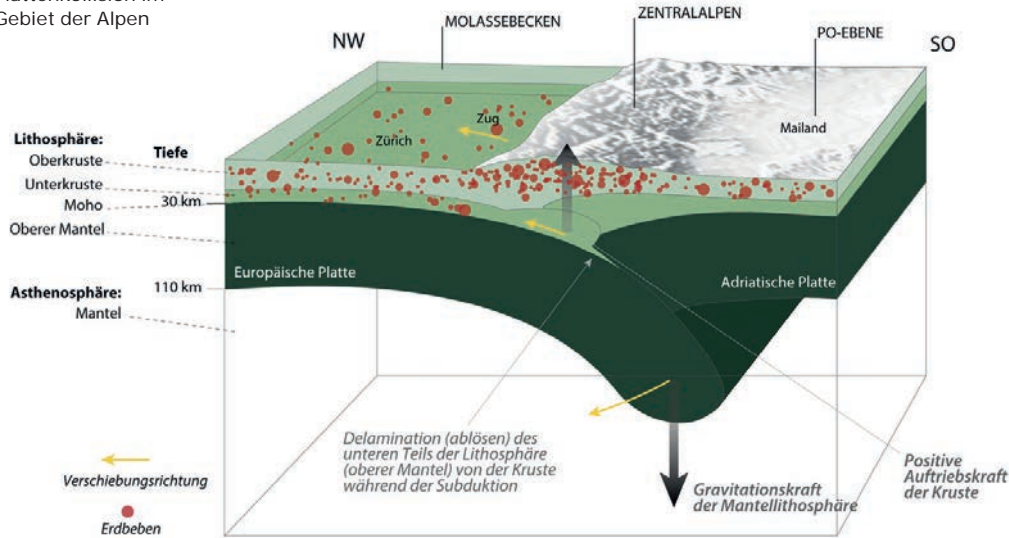 Gebiet der Alpen
MOLASSEBECKEN
ZENTRALALPEN
PO-EBENE
NW
SO
Zug
Zürich
Mailand
Lithosphäre:
Oberkruste
Unterkruste
Moho
Oberer Mantel
Tiefe
30 km
Europäische Platte
Adriatische Platte
Asthenosphäre:
Mantel
110 km
Delamination (ablösen) des
unteren Teils der Lithosphäre
(oberer Mantel) von der Kruste
während der Subduktion
Gravitationskraft
der Mantellithosphäre
Positive
Auftriebskraft
der Kruste
Verschiebungsrichtung
Erdbeben